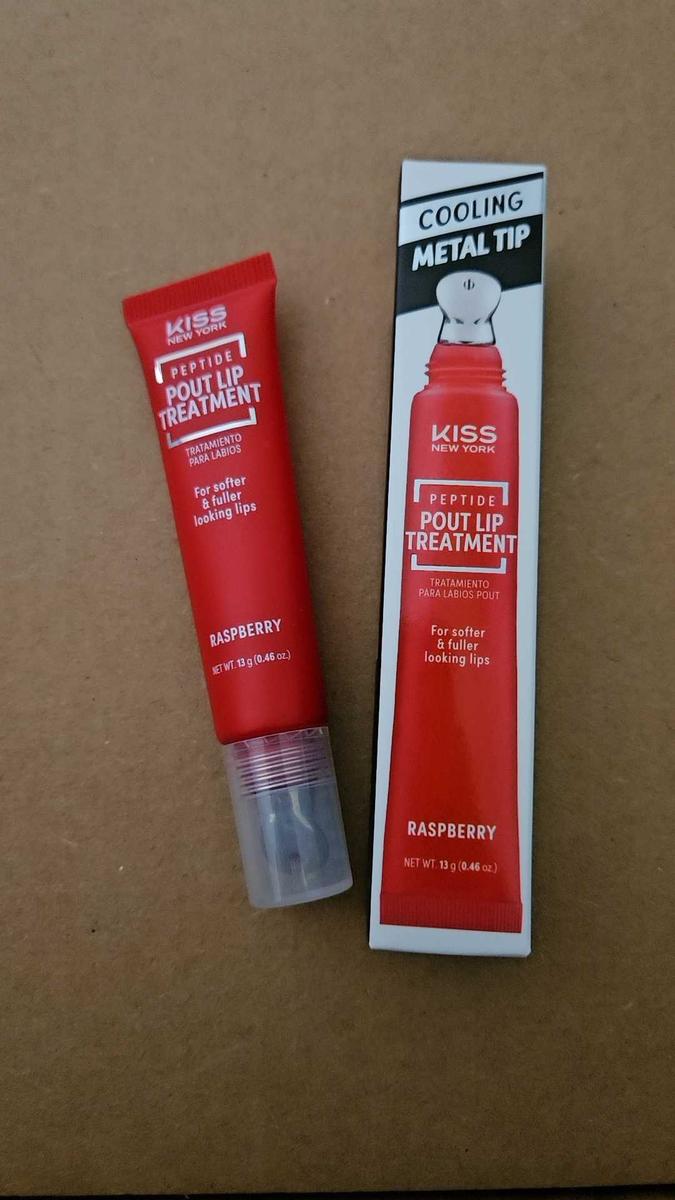 KISS
NEW YORK
PEPTIDE
POUT LIP
TREATMENT
TRATAMIENTO
PARA LABIOS
For softer
& fuller
looking lips
RASPBERRY
NET WT. 13 g (0.46 oz.)
COOLING
METAL TIP
KISS
NEW YORK
PEPTIDE
POUT LIP
TREATMENT
TRATAMIENTO
PARA LABIOS POUT
For softer
& fuller
looking lips
RASPBERRY
NET WT. 13 g (0.46 oz.)